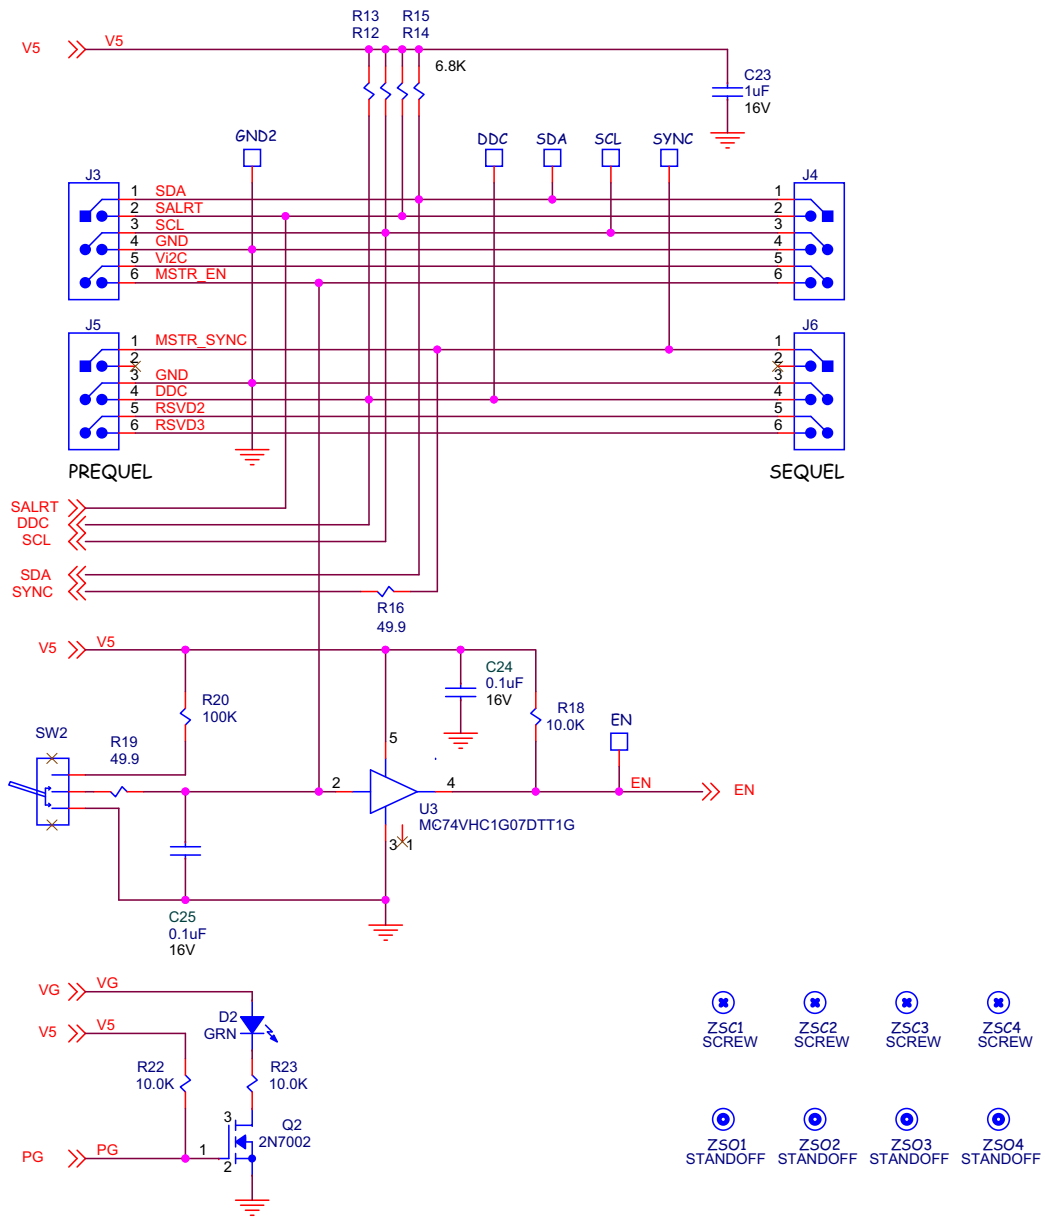 R13 R15
R12 R14
V5 V5
6.8K
C23
1uF
16V
GND2 DDC SDA SCL SYNC
J3 J4
1 SDA 1
2 SALRT 2
3 SCL 3
4 GND 4
5 Vi2C 5
6 MSTR_EN 6
J5 J6
1 MSTR_SYNC 1
2 2
3 GND 3
4 DDC 4
5 RSVD2 5
6 RSVD3 6
PREQUEL SEQUEL
SALRT
DDC
SCL
SDA
SYNC
R16
49.9
V5 V5
C24
0.1uF
16V
R20
100K
R18
10.0K
EN
SW2
R19
49.9
5
2 4
EN EN
U3
MC74VHC1G07DTT1G
3 1
C25
0.1uF
16V
VG VG
D2
GRN
V5 V5
R22
10.0K
R23
10.0K
3
Q2
2N7002
PG PG 1
2
ZSC1 ZSC2 ZSC3 ZSC4
SCREW SCREW SCREW SCREW
ZSO1 ZSO2 ZSO3 ZSO4
STANDOFF STANDOFF STANDOFF STANDOFF